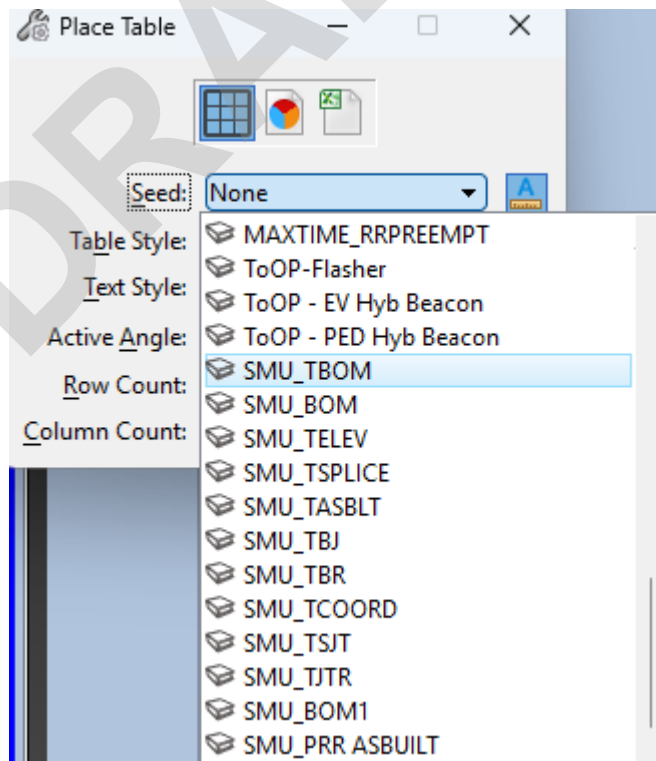 Place Table
Seed: None
Table Style:
Text Style:
Active Angle:
Row Count:
Column Count:
MAXTIME_RRPREEMPT
ToOP-Flasher
ToOP - EV Hyb Beacon
ToOP - PED Hyb Beacon
SMU_TBOM
SMU_BOM
SMU_TELEV
SMU_TSPLICE
SMU_TASBLT
SMU_TBJ
SMU_TBR
SMU_TCOORD
SMU_TSJT
SMU_TJTR
SMU_BOM1
SMU_PRR ASBUILT